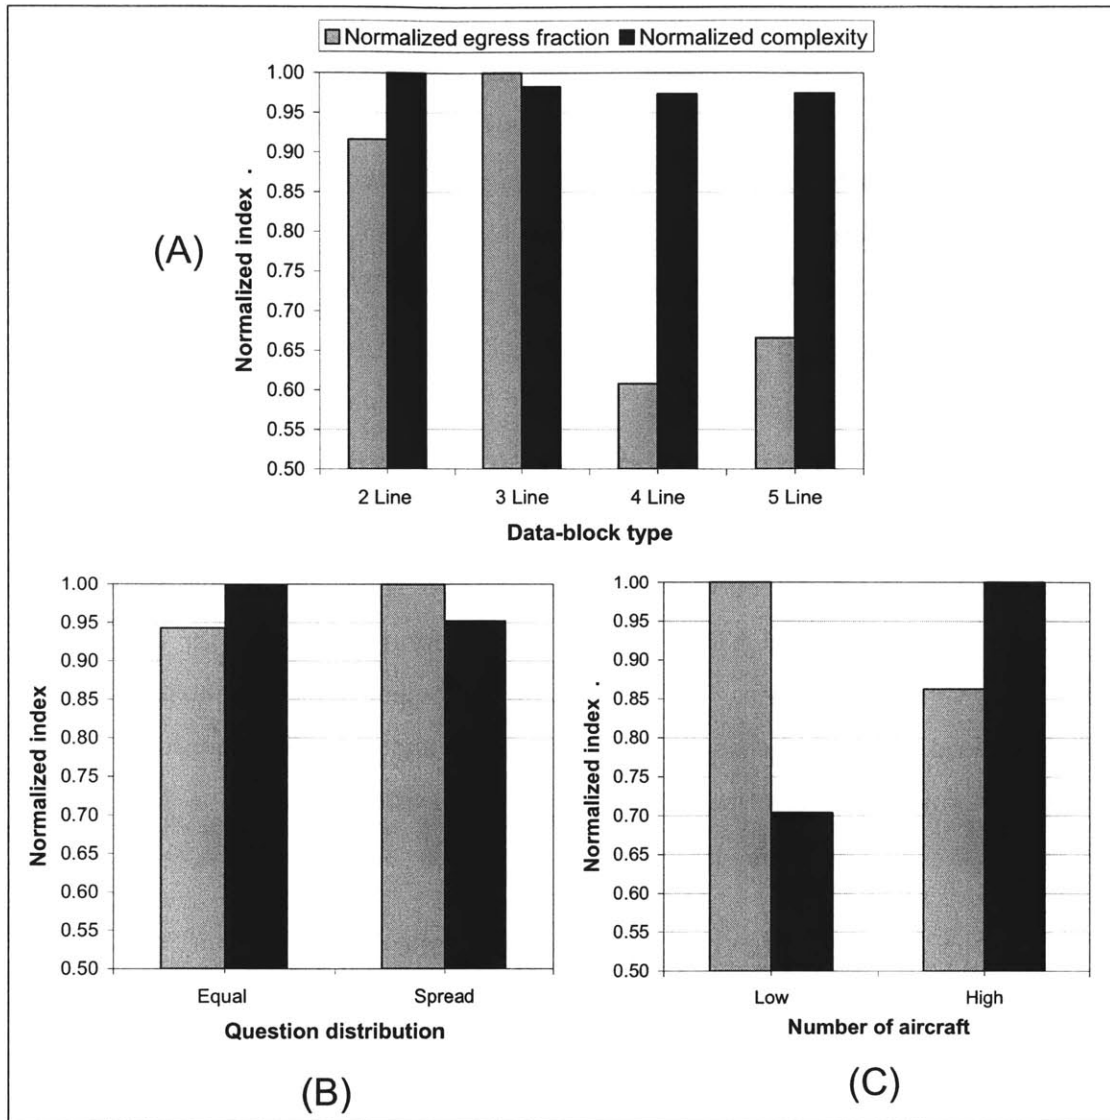 Normalized egress fraction Normalized complexity
1.00
0.95
0.90
0.85
0.80
0.75
0.70
0.65
0.60
0.55
0.50
Normalized index .
(A)
2 Line 3 Line 4 Line 5 Line
Data-block type
1.00
0.95
0.90
0.85
0.80
0.75
0.70
0.65
0.60
0.55
0.50
Normalized index
Equal Spread
Question distribution
(B)
1.00
0.95
0.90
0.85
0.80
0.75
0.70
0.65
0.60
0.55
0.50
Normalized index .
Low High
Number of aircraft
(C)